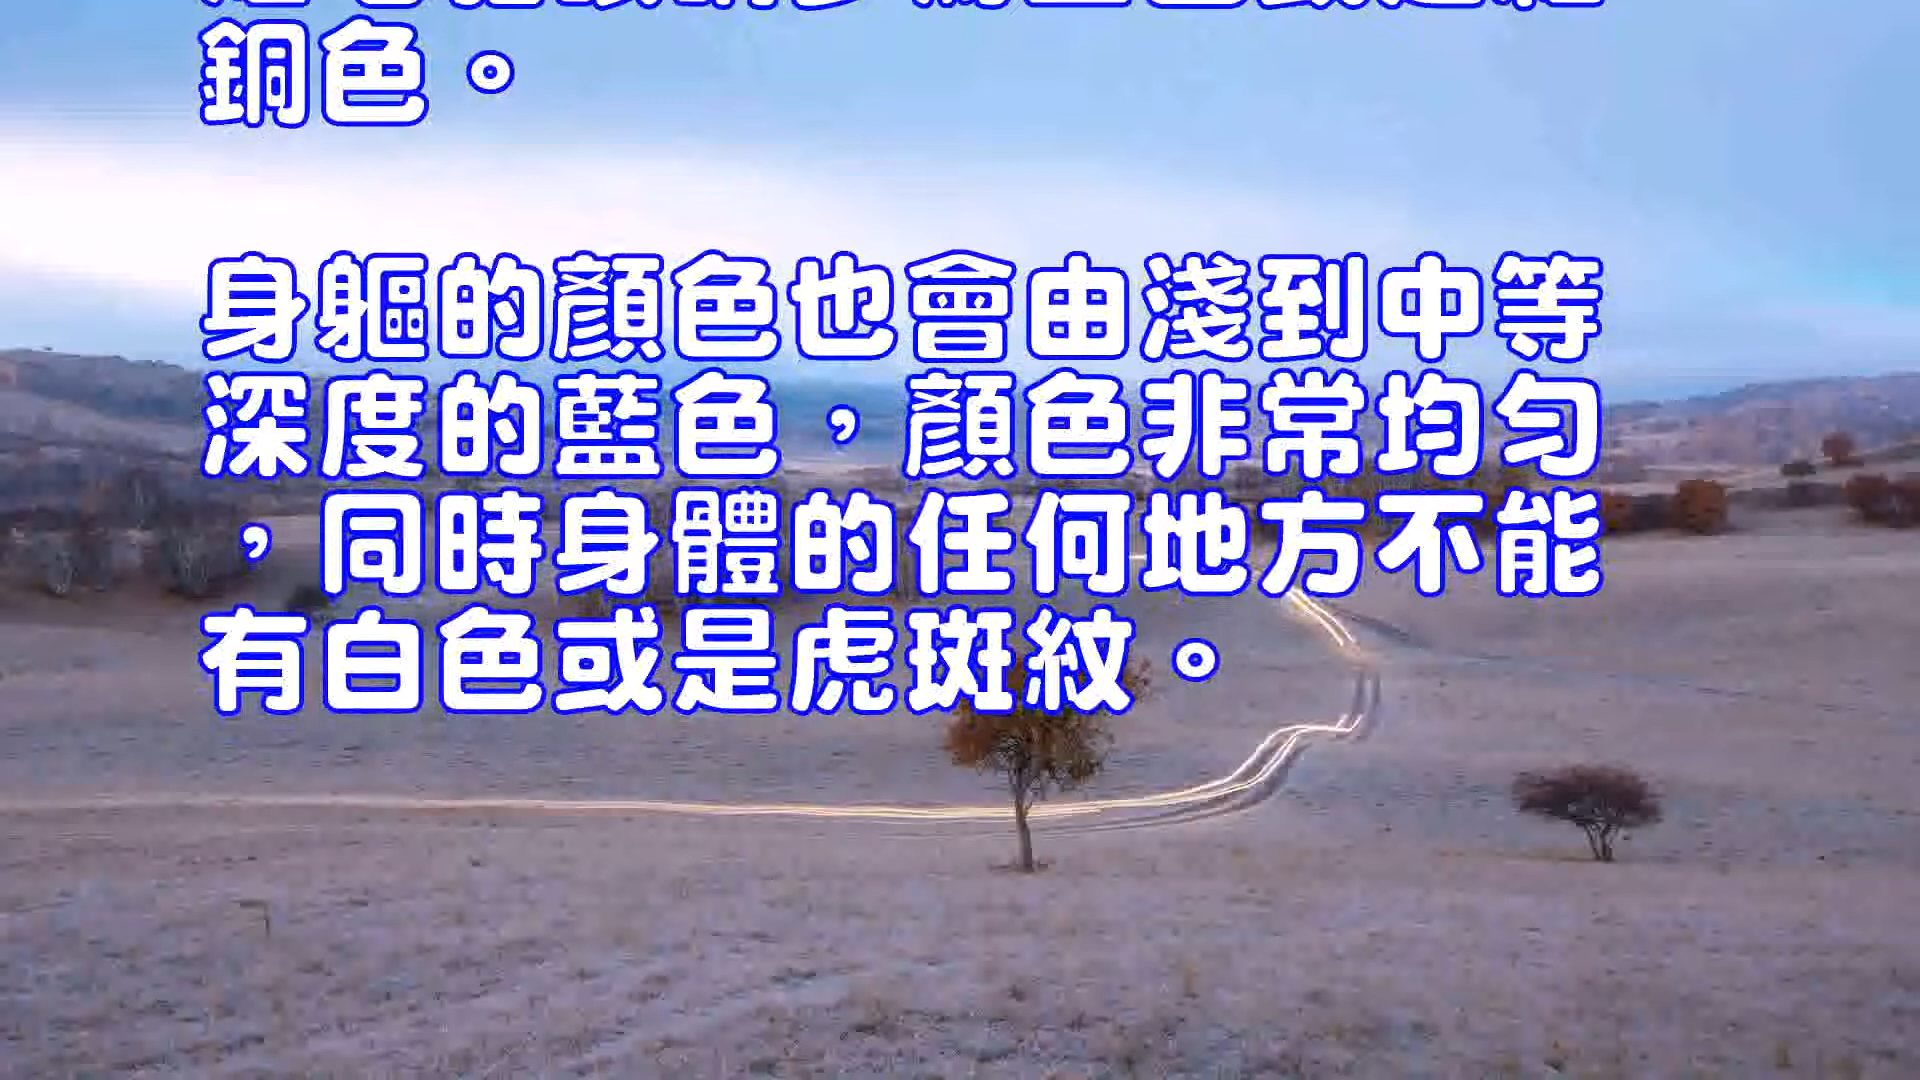 銅色。
身軀的顏色也會由淺到中等
深度的藍色，顏色非常均勻
，同時身體的任何地方不能
有白色或是虎斑紋。